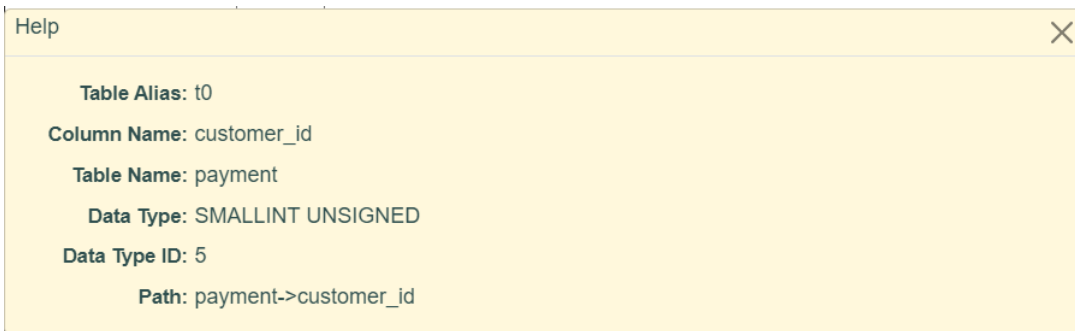 Help
Table Alias: t0
Column Name: customer_id
Table Name: payment
Data Type: SMALLINT UNSIGNED
Data Type ID: 5
Path: payment->customer_id